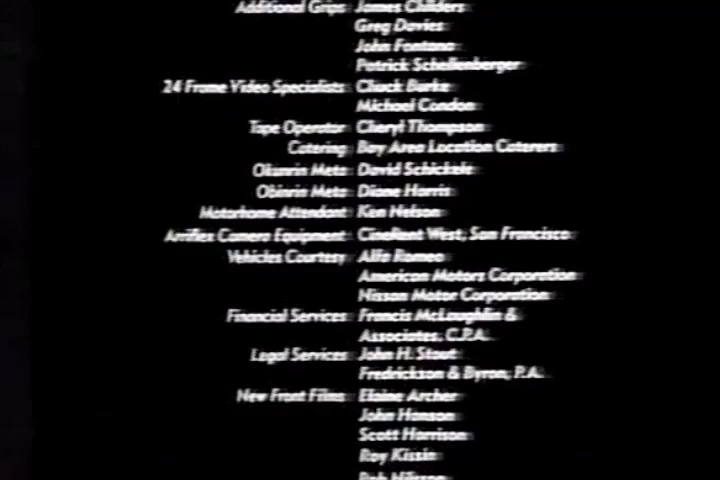 Additional Grips James Childers
Greg Davies
John Fontana
Patrick Schellenberger
24 Frame Video Specialists Chuck Burke
Michael Condon
Tape Operator Cheryl Thompson
Catering Bay Area Location Caterers
Okunrin Meta David Schickele
Obinrin Meta Diane Harris
Motorhome Attendant Ken Nelson
Arriflex Camera Equipment CineRent West, San Francisco
Vehicles Courtesy Alfa Romeo
American Motors Corporation
Nissan Motor Corporation
Financial Services Francis McLaughlin &
Associates, C.P.A.
Legal Services John H. Stout
Fredrickson & Byron, P.A.
New Front Films Elaine Archer
John Hanson
Scott Harrison
Roy Kissin
Rob Nilsson